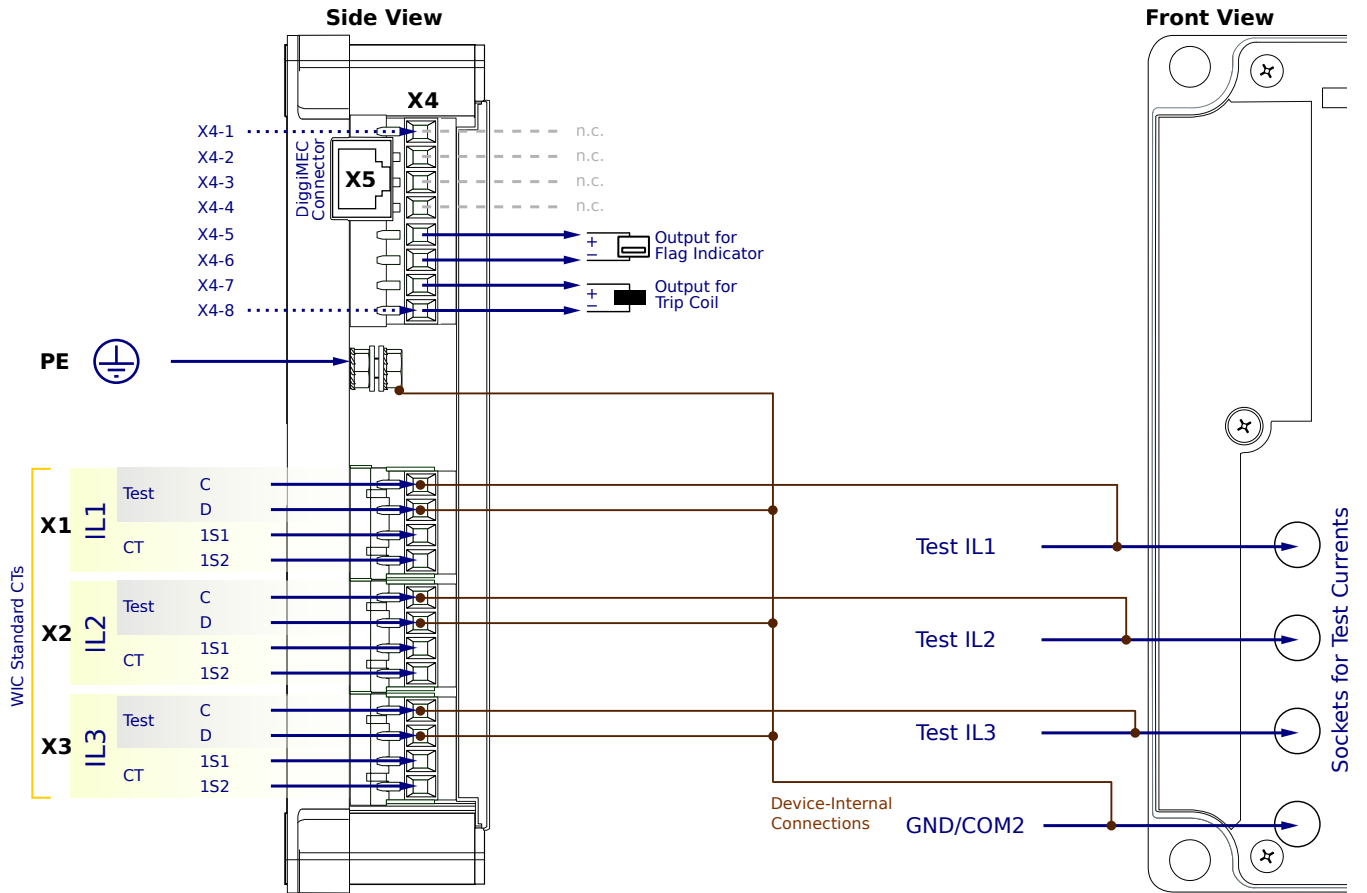 Side View
Front View
X4
X4-1
n.c.
X4-2
n.c.
X4-3
n.c.
X4-4
n.c.
X4-5
X4-6
X4-7
X4-8
DiggiMEC
Connector
X5
+
−
Output for
Flag Indicator
+
−
Output for
Trip Coil
PE
WIC Standard CTs
X1
IL1
Test
C
D
CT
1S1
1S2
X2
IL2
Test
C
D
CT
1S1
1S2
X3
IL3
Test
C
D
CT
1S1
1S2
Test IL1
Test IL2
Test IL3
Device-Internal
Connections
GND/COM2
Sockets for Test Currents